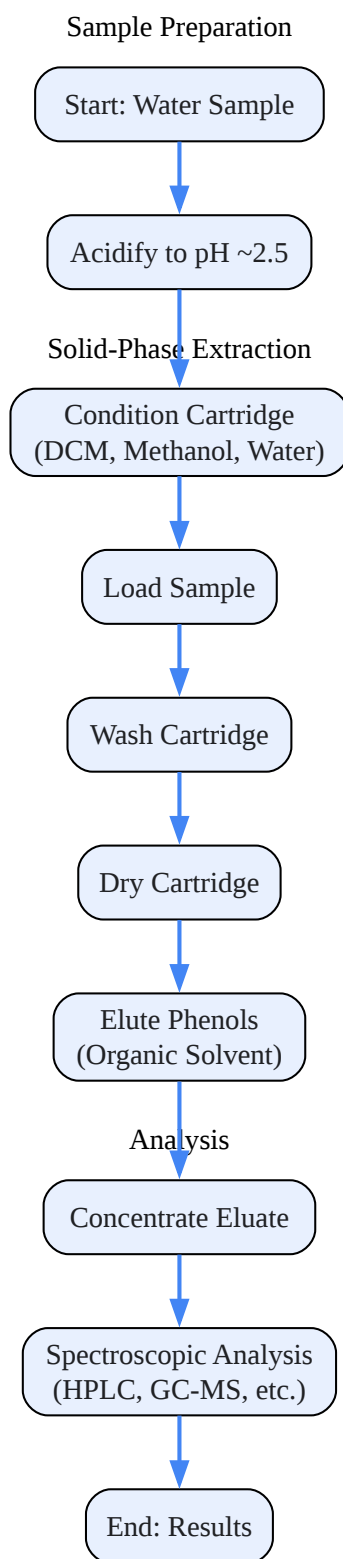 Sample Preparation
Start: Water Sample
Acidify to pH ~2.5
Solid-Phase Extraction
Condition Cartridge
(DCM, Methanol, Water)
Load Sample
Wash Cartridge
Dry Cartridge
Elute Phenols
(Organic Solvent)
Analysis
Concentrate Eluate
Spectroscopic Analysis
(HPLC, GC-MS, etc.)
End: Results